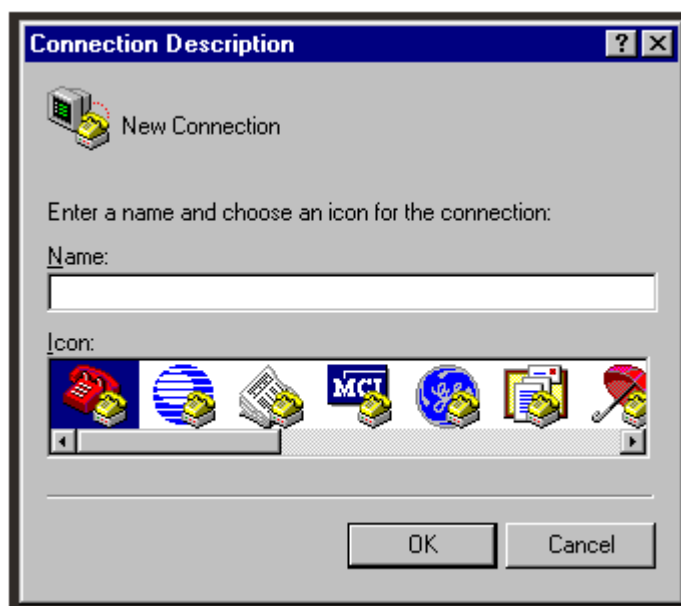 Connection Description
New Connection
Enter a name and choose an icon for the connection:
Name:
Icon:
MCI
OK
Cancel